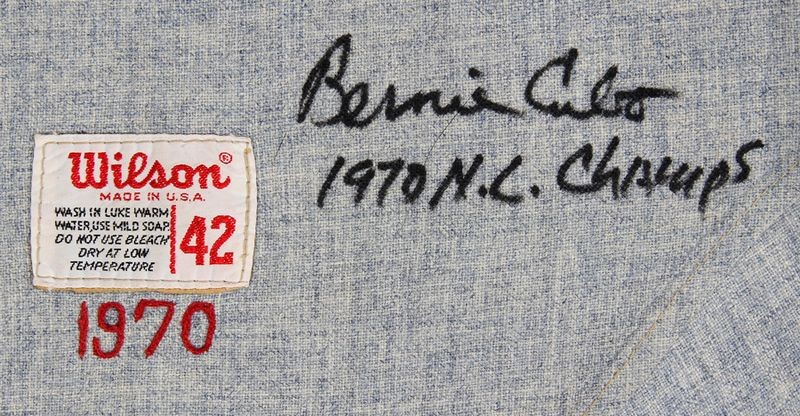 Bernie Carbo
1970 N.L. Champs
Wilson®
MADE IN U.S.A.
WASH IN LUKE WARM
WATER, USE MILD SOAP.
DO NOT USE BLEACH
DRY AT LOW
TEMPERATURE
42
1970